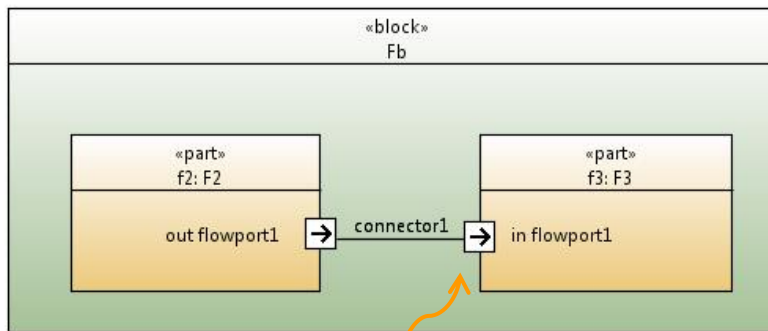 «block»
Fb
«part»
f2: F2
out flowport1
connector1
«part»
f3: F3
in flowport1